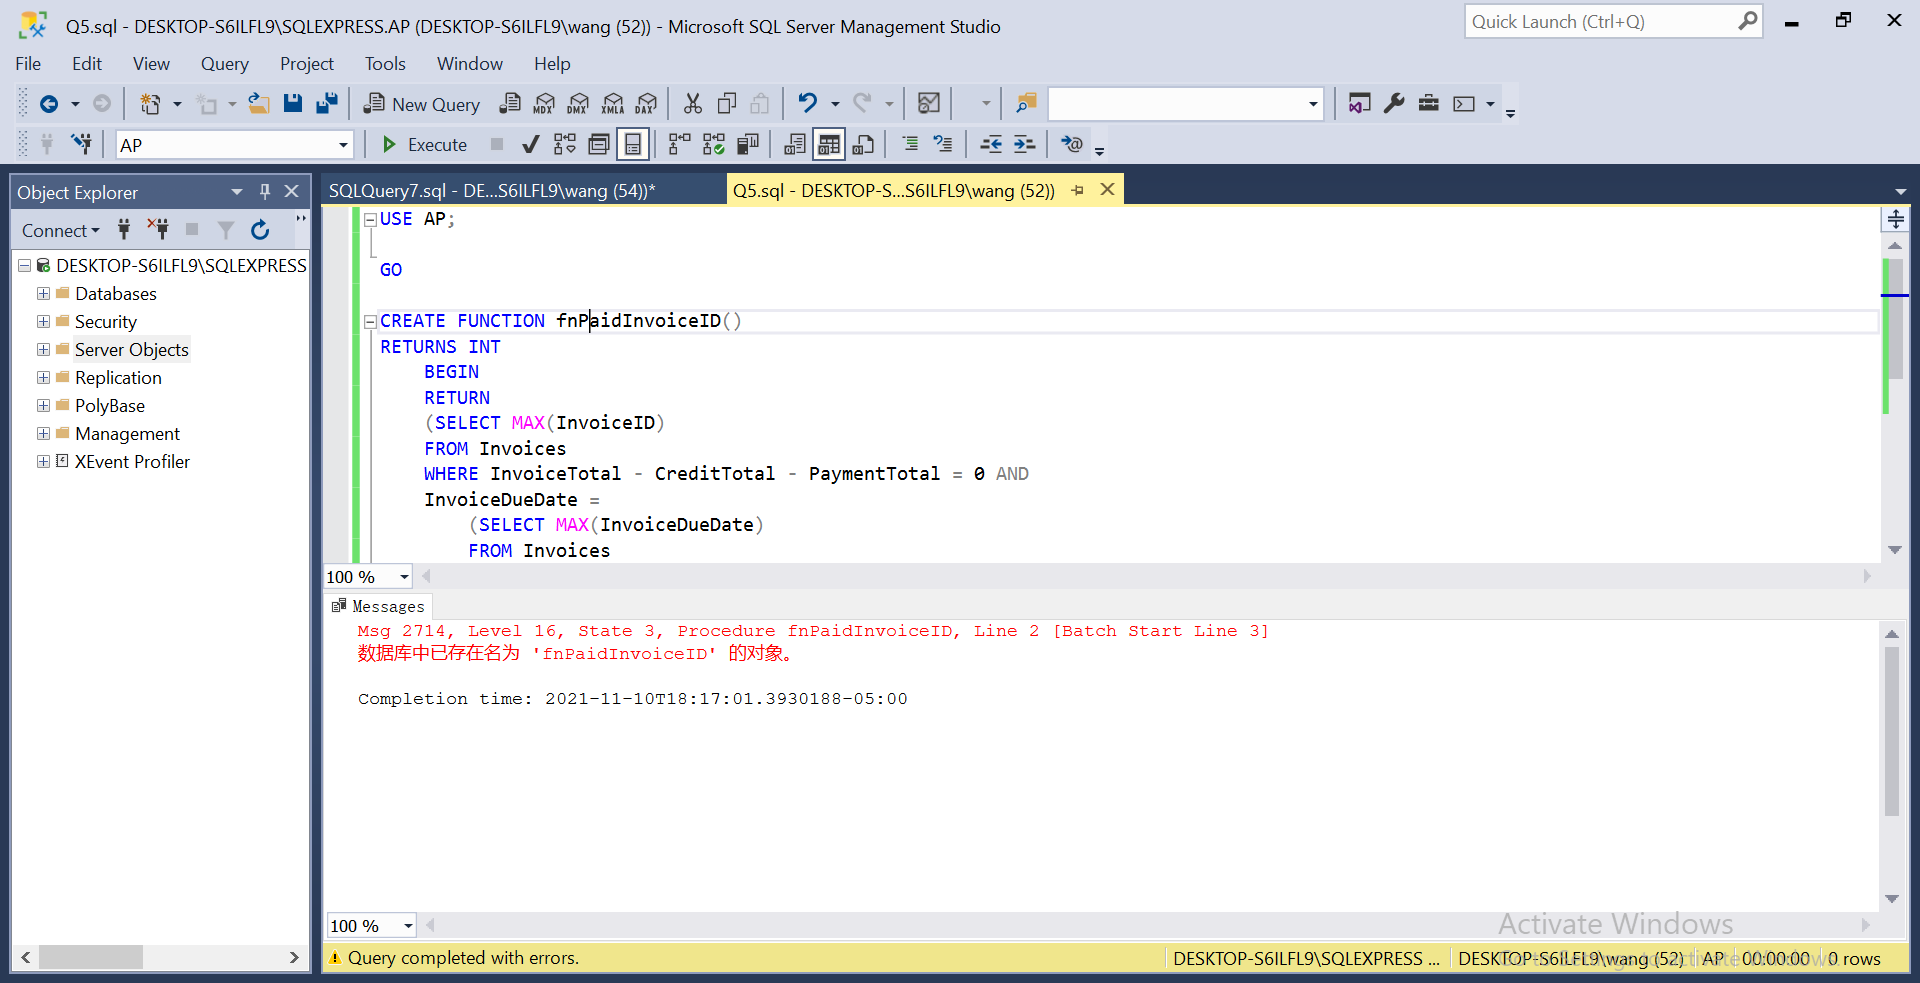 Q5.sql - DESKTOP-S6ILFL9\SQLEXPRESS.AP (DESKTOP-S6ILFL9\wang (52)) - Microsoft SQL Server Management Studio
Quick Launch (Ctrl+Q)
File Edit View Query Project Tools Window Help
New Query MDX DMX XMLA DAX
AP Execute
Object Explorer
SQLQuery7.sql - DE...S6ILFL9\wang (54))*
Q5.sql - DESKTOP-S...S6ILFL9\wang (52))
Connect
DESKTOP-S6ILFL9\SQLEXPRESS
Databases
Security
Server Objects
Replication
PolyBase
Management
XEvent Profiler
USE AP;
GO
CREATE FUNCTION fnPaidInvoiceID()
RETURNS INT
BEGIN
RETURN
(SELECT MAX(InvoiceID)
FROM Invoices
WHERE InvoiceTotal - CreditTotal - PaymentTotal = 0 AND
InvoiceDueDate =
(SELECT MAX(InvoiceDueDate)
FROM Invoices
100 %
Messages
Msg 2714, Level 16, State 3, Procedure fnPaidInvoiceID, Line 2 [Batch Start Line 3]
数据库中已存在名为 'fnPaidInvoiceID' 的对象。
Completion time: 2021-11-10T18:17:01.3930188-05:00
100 %
Activate Windows
Query completed with errors.
DESKTOP-S6ILFL9\SQLEXPRESS ... DESKTOP-S6ILFL9\wang (52) AP 00:00:00 0 rows